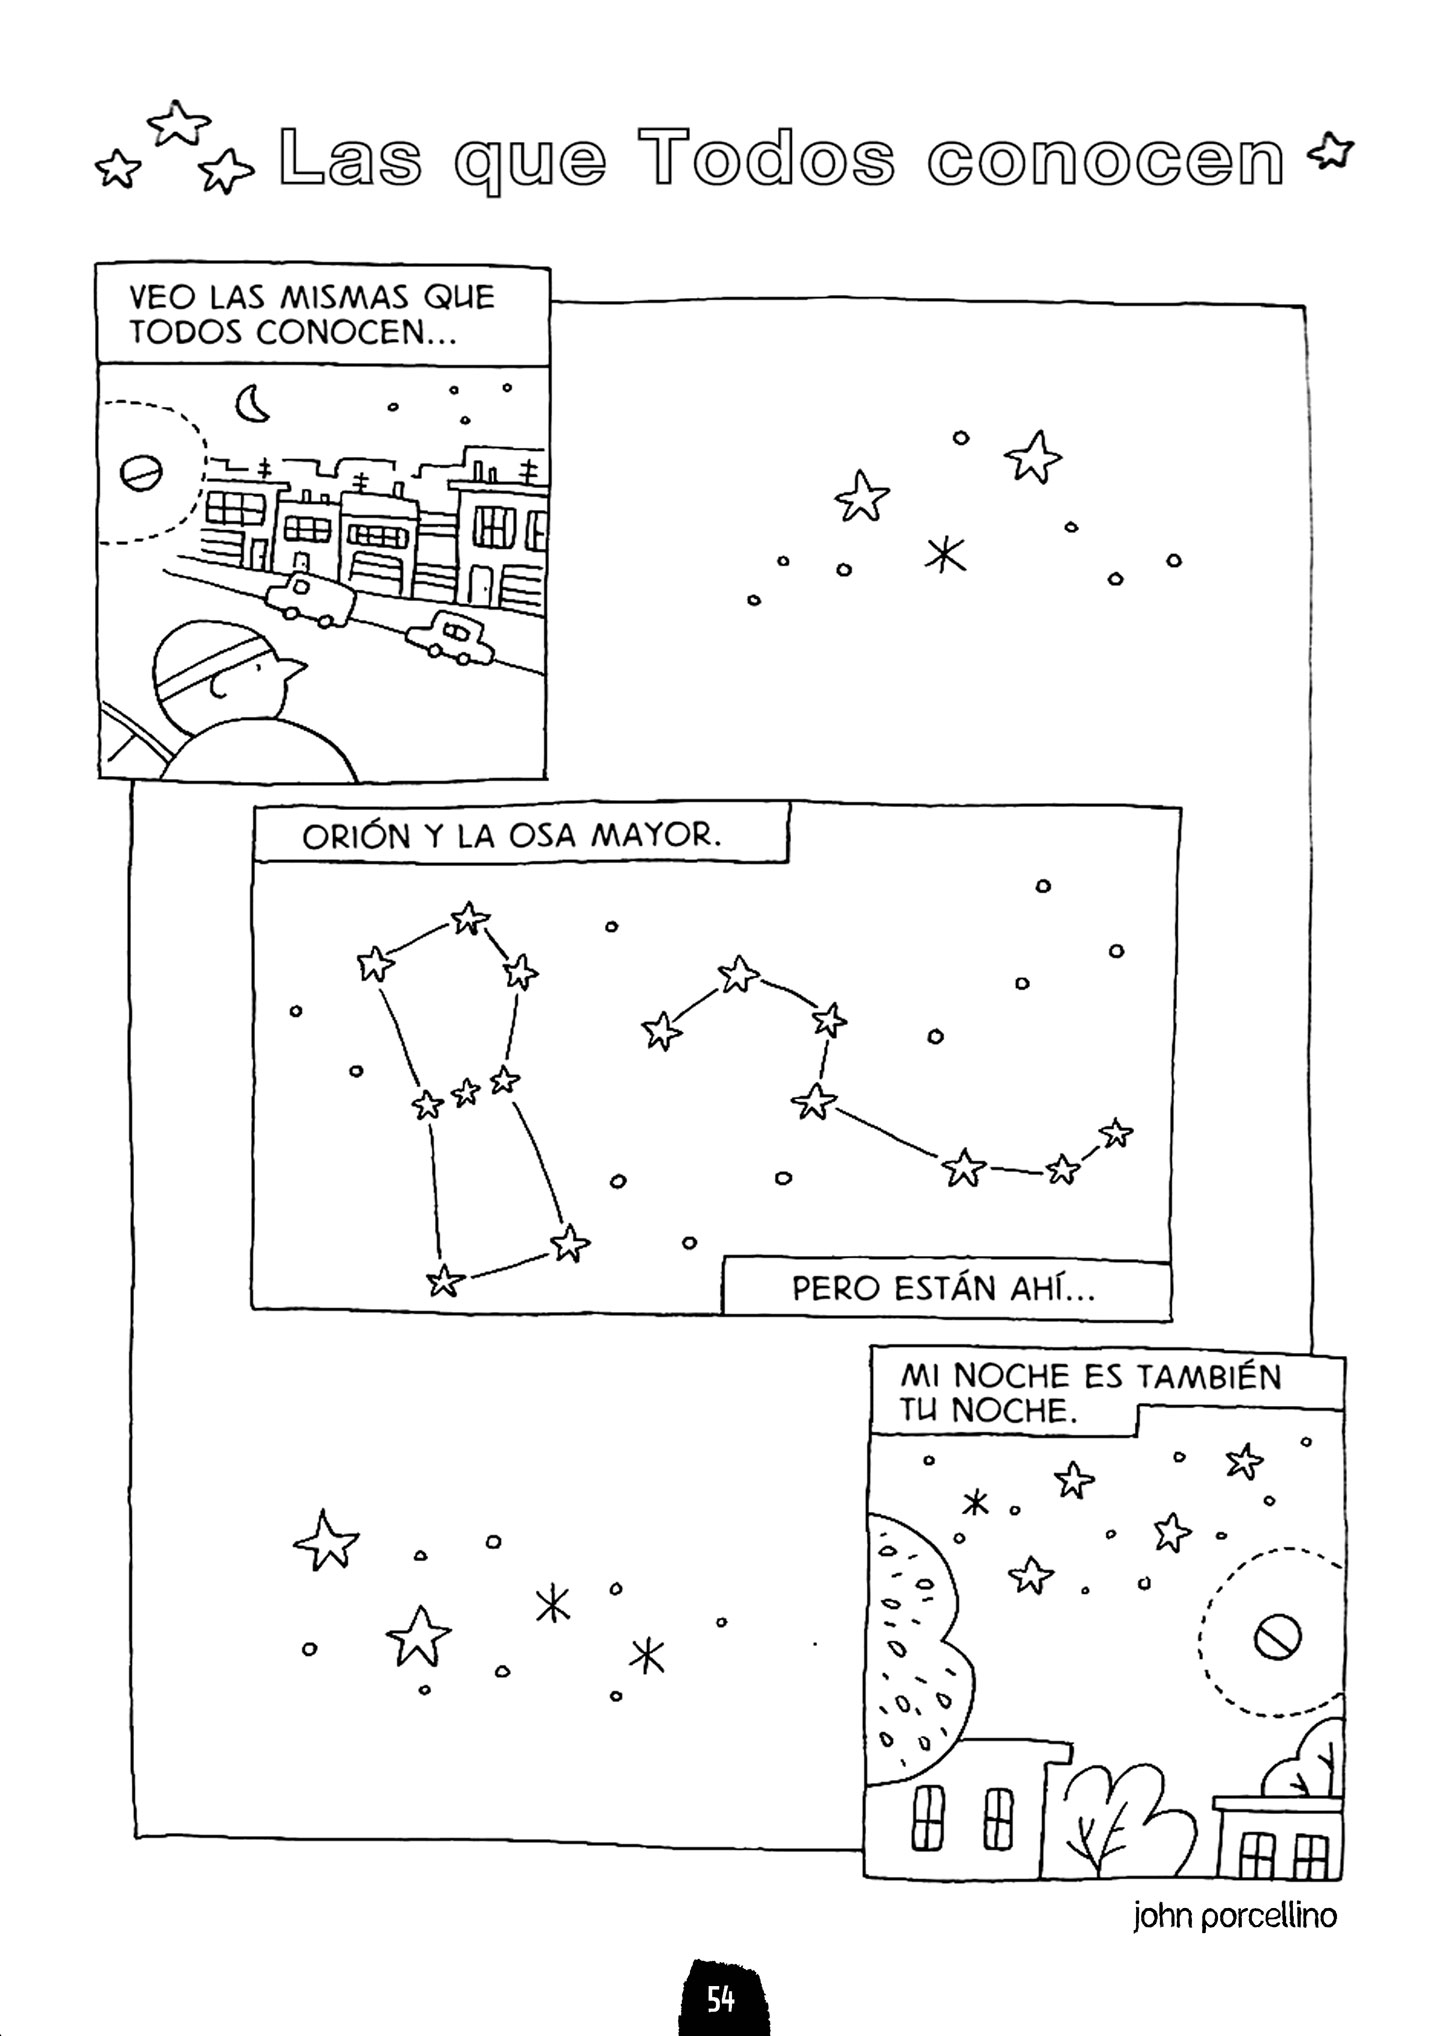 Las que Todos conocen
VEO LAS MISMAS QUE
TODOS CONOCEN...
ORIÓN Y LA OSA MAYOR.
PERO ESTÁN AHÍ...
MI NOCHE ES TAMBIÉN
TU NOCHE.
john porcellino
54